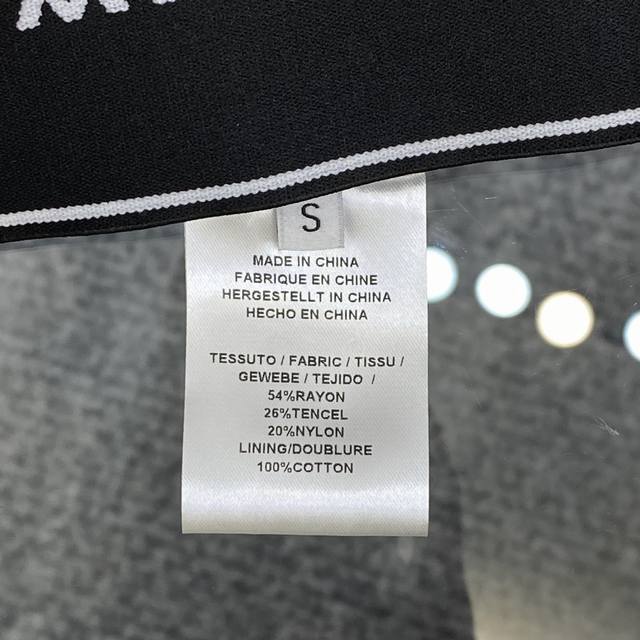 S
MADE IN CHINA
FABRIQUE EN CHINE
HERGESTELLT IN CHINA
HECHO EN CHINA
TESSUTO / FABRIC / TISSU /
GEWEBE / TEJIDO /
54%RAYON
26%TENCEL
20%NYLON
LINING/DOUBLURE
100%COTTON